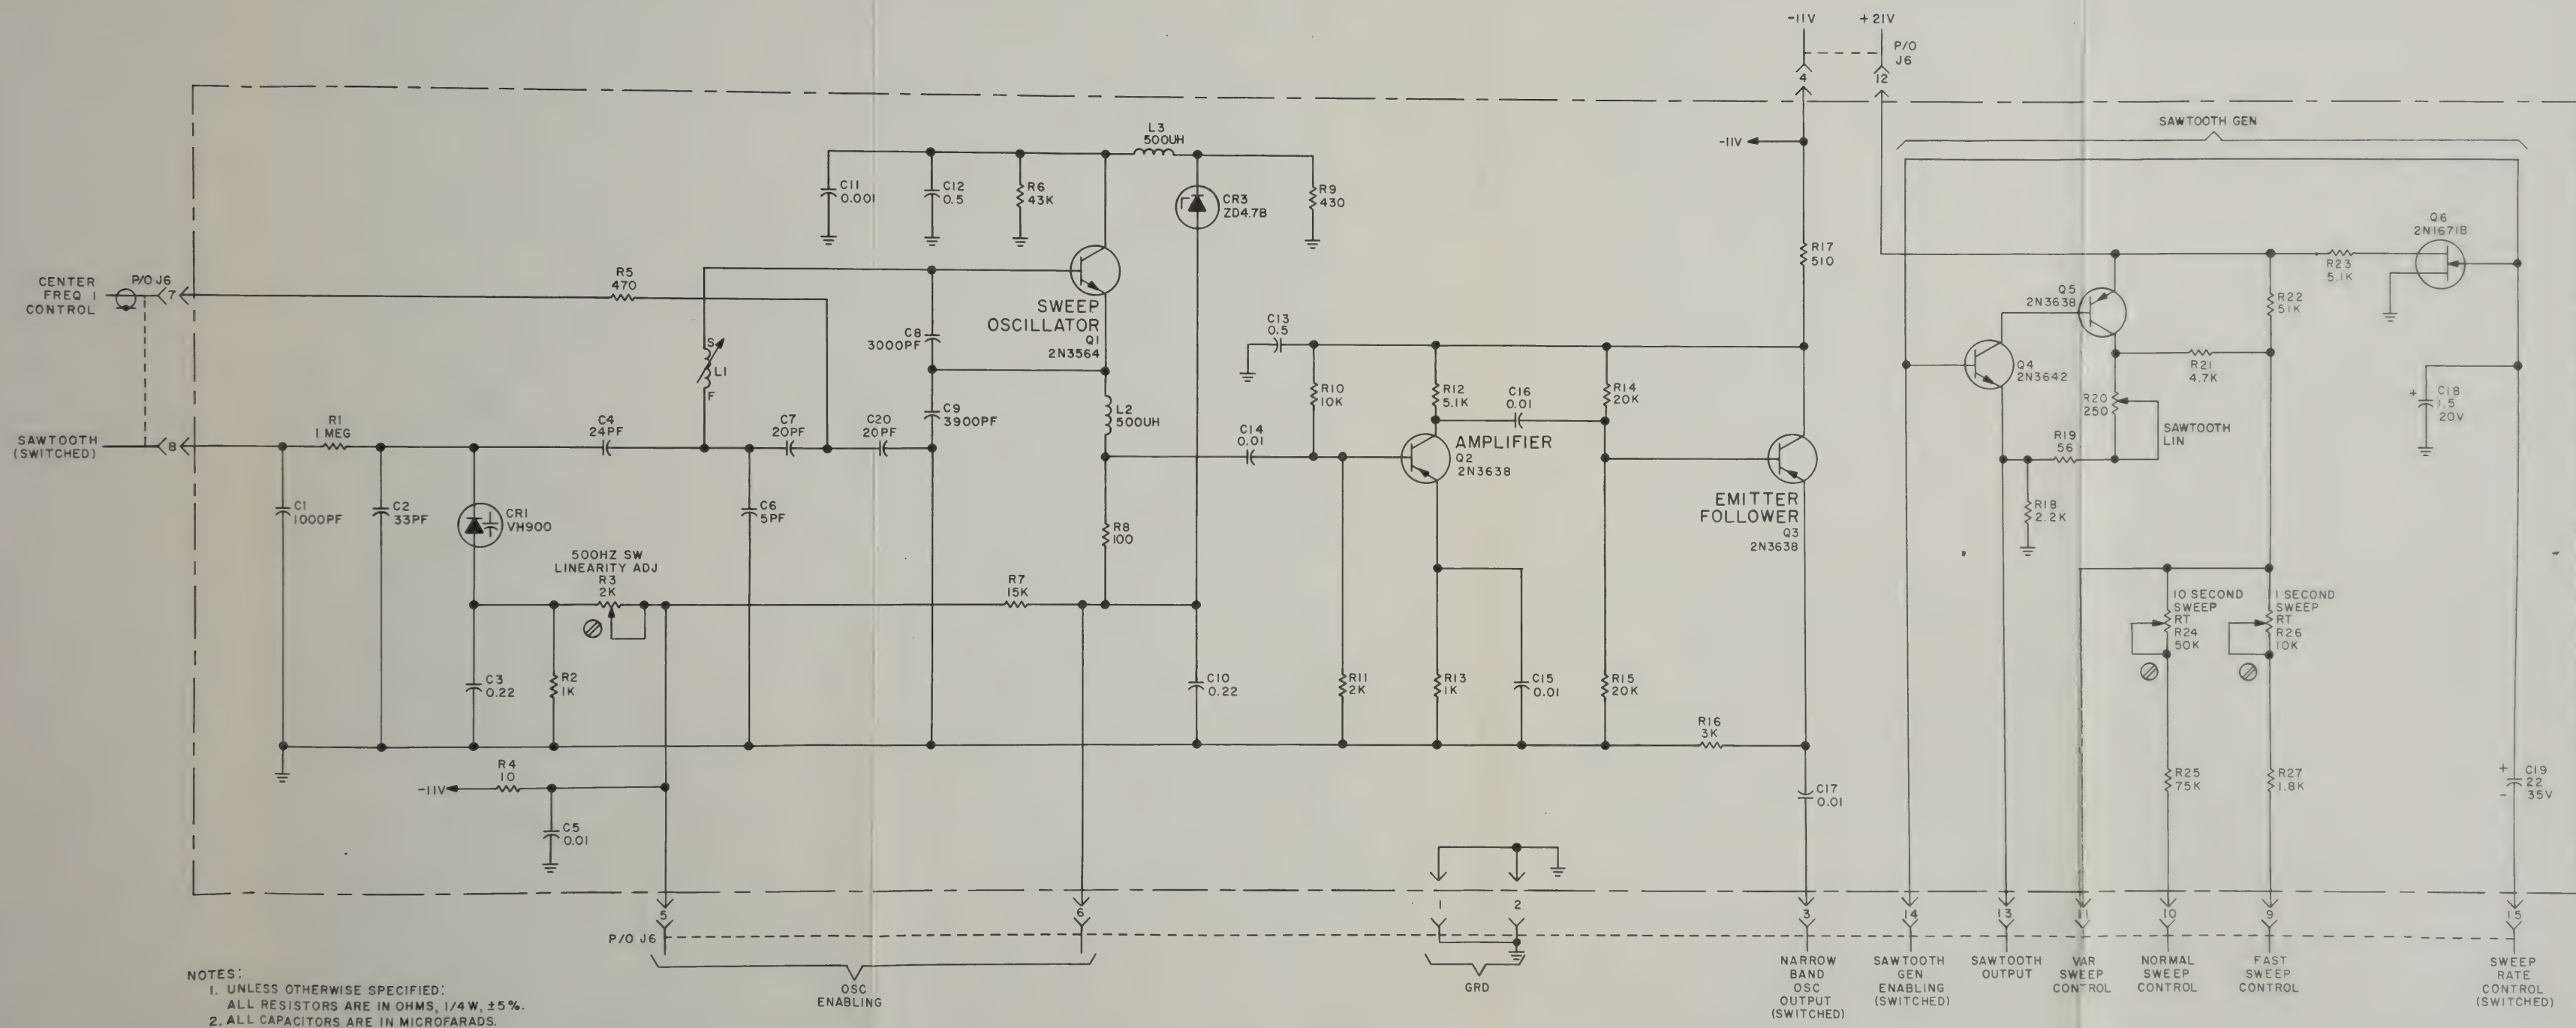 -11V
+21V
P/O
J6
4
12
SAWTOOTH GEN
-11V
L3
500UH
C11
0.001
C12
0.5
R6
43K
CR3
ZD4.7B
R9
430
R17
510
Q6
2N1671B
R23
5.1K
CENTER
FREQ 1
CONTROL
P/O J6
7
R5
470
SWEEP
OSCILLATOR
Q1
2N3564
C8
3000PF
S
L1
F
C9
3900PF
L2
500UH
C13
0.5
R10
10K
R12
5.1K
C16
0.01
R14
20K
Q5
2N3638
R22
51K
Q4
2N3642
R21
4.7K
R20
250
SAWTOOTH
LIN
C18
1.5
20V
+
SAWTOOTH
(SWITCHED)
8
R1
1 MEG
C4
24PF
C7
20PF
C20
20PF
C14
0.01
AMPLIFIER
Q2
2N3638
R19
56
C1
1000PF
C2
33PF
CR1
VH900
C6
5PF
R8
100
EMITTER
FOLLOWER
Q3
2N3638
R18
2.2K
500HZ SW
LINEARITY ADJ
R3
2K
R7
15K
10 SECOND
SWEEP
RT
R24
50K
1 SECOND
SWEEP
RT
R26
10K
C3
0.22
R2
1K
C10
0.22
R11
2K
R13
1K
C15
0.01
R15
20K
R16
3K
R4
10
-11V
C5
0.01
C17
0.01
R25
75K
R27
1.8K
+
-
C19
22
35V
5
6
1
2
3
14
13
11
10
9
15
P/O J6
OSC
ENABLING
GRD
NARROW
BAND
OSC
OUTPUT
(SWITCHED)
SAWTOOTH
GEN
ENABLING
(SWITCHED)
SAWTOOTH
OUTPUT
VAR
SWEEP
CONTROL
NORMAL
SWEEP
CONTROL
FAST
SWEEP
CONTROL
SWEEP
RATE
CONTROL
(SWITCHED)
NOTES:
1. UNLESS OTHERWISE SPECIFIED:
ALL RESISTORS ARE IN OHMS, 1/4W, ±5%.
2. ALL CAPACITORS ARE IN MICROFARADS.